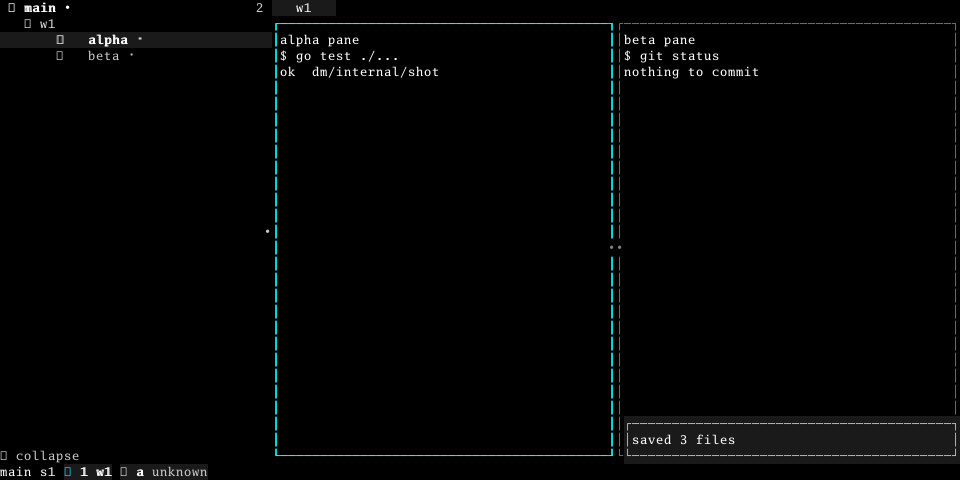 main •
2
w1
w1
alpha
beta
alpha pane
$ go test ./...
ok  dm/internal/shot
beta pane
$ git status
nothing to commit
saved 3 files
collapse
main s1 1 w1 a unknown